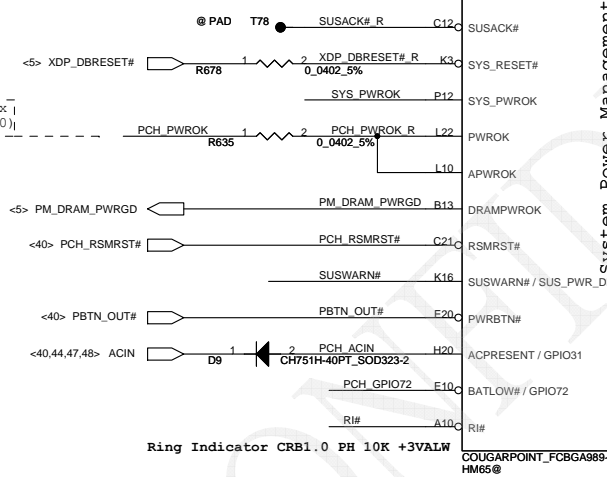 @ PAD T78 SUSACK#_R C12 SUSACK#
<5> XDP_DBRESET# R678 1 2 XDP_DBRESET#_R 0_0402_5% K3 SYS_RESET#
SYS_PWROK P12 SYS_PWROK
x
0)
PCH_PWROK R635 1 2 PCH_PWROK_R 0_0402_5% L22 PWROK
L10 APWROK
<5> PM_DRAM_PWRGD PM_DRAM_PWRGD B13 DRAMPWROK
<40> PCH_RSMRST# PCH_RSMRST# C21 RSMRST#
SUSWARN# K16 SUSWARN# / SUS_PWR_D
<40> PBTN_OUT# PBTN_OUT# E20 PWRBTN#
<40,44,47,48> ACIN D9 1 2 PCH_ACIN CH751H-40PT_SOD323-2 H20 ACPRESENT / GPIO31
PCH_GPIO72 E10 BATLOW# / GPIO72
RI# A10 RI#
Ring Indicator CRB1.0 PH 10K +3VALW
COUGARPOINT_FCBGA989-
HM65@
System Power Management